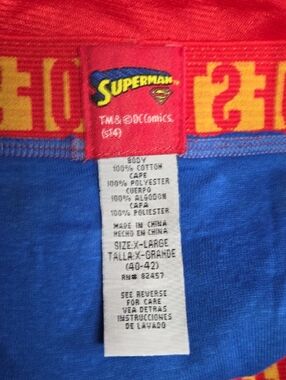 SUPERMAN
TM & © DC Comics.
(s14)
BODY
100% COTTON
CAPE
100% POLYESTER
CUERPO
100% ALGODON
CAPA
100% POLIESTER
MADE IN CHINA
HECHO EN CHINA
SIZE:X-LARGE
TALLA:X-GRANDE
(40-42)
RN# 82457
SEE REVERSE
FOR CARE
VEA DETRAS
INSTRUCCIONES
DE LAVADO